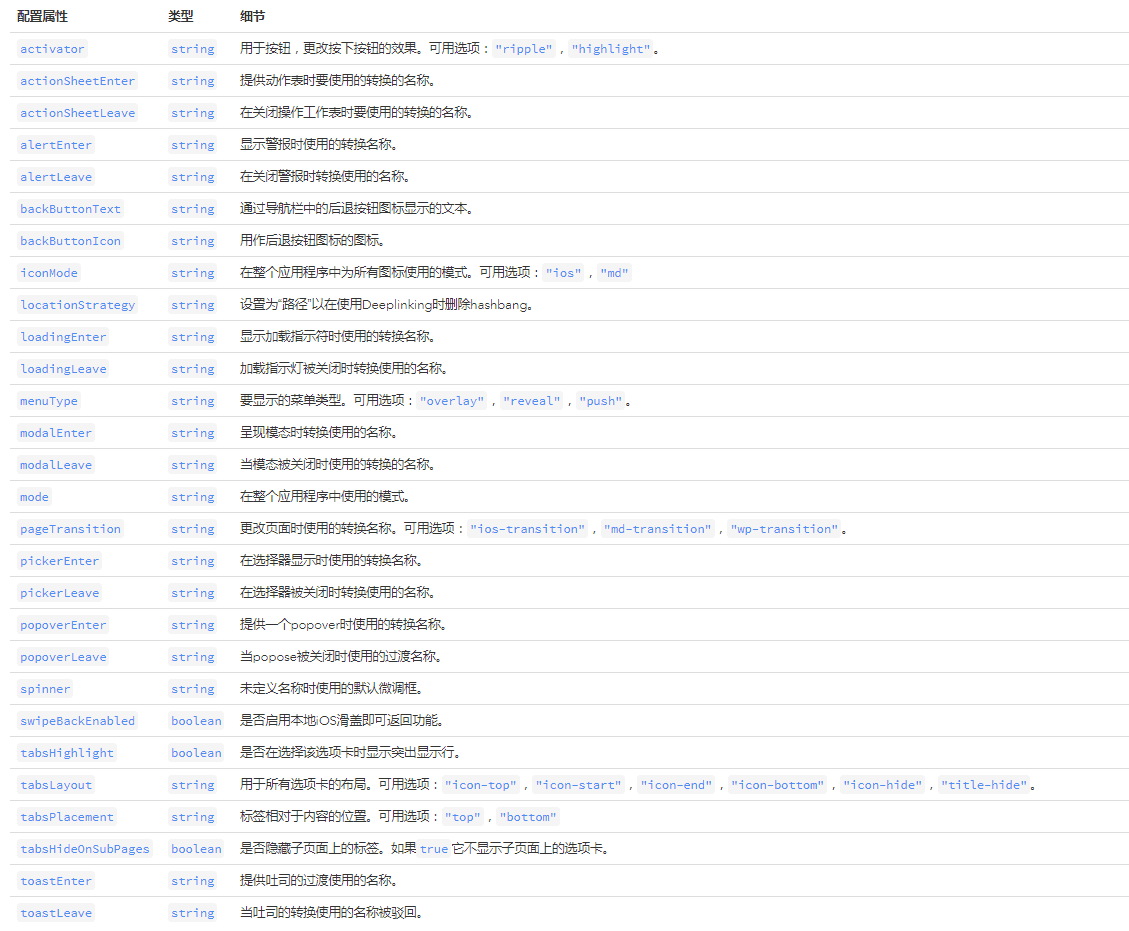 配置属性 类型 细节
activator string 用于按钮，更改按下按钮的效果。可用选项："ripple"，"highlight"。
actionSheetEnter string 提供动作表时要使用的转换的名称。
actionSheetLeave string 在关闭操作工作表时要使用的转换的名称。
alertEnter string 显示警报时使用的转换名称。
alertLeave string 在关闭警报时转换使用的名称。
backButtonText string 通过导航栏中的后退按钮图标显示的文本。
backButtonIcon string 用作后退按钮图标的图标。
iconMode string 在整个应用程序中为所有图标使用的模式。可用选项："ios"，"md"
locationStrategy string 设置为“路径”以在使用Deeplinking时删除hashbang。
loadingEnter string 显示加载指示符时使用的转换名称。
loadingLeave string 加载指示灯被关闭时转换使用的名称。
menuType string 要显示的菜单类型。可用选项："overlay"，"reveal"，"push"。
modalEnter string 呈现模态时转换使用的名称。
modalLeave string 当模态被关闭时使用的转换的名称。
mode string 在整个应用程序中使用的模式。
pageTransition string 更改页面时使用的转换名称。可用选项："ios-transition"，"md-transition"，"wp-transition"。
pickerEnter string 在选择器显示时使用的转换名称。
pickerLeave string 在选择器被关闭时转换使用的名称。
popoverEnter string 提供一个popover时使用的转换名称。
popoverLeave string 当popose被关闭时使用的过渡名称。
spinner string 未定义名称时使用的默认微调框。
swipeBackEnabled boolean 是否启用本地iOS滑盖即可返回功能。
tabsHighlight boolean 是否在选择该选项卡时显示突出显示行。
tabsLayout string 用于所有选项卡的布局。可用选项："icon-top"，"icon-start"，"icon-end"，"icon-bottom"，"icon-hide"，"title-hide"。
tabsPlacement string 标签相对于内容的位置。可用选项："top"，"bottom"
tabsHideOnSubPages boolean 是否隐藏子页面上的标签。如果 true 它不显示子页面上的选项卡。
toastEnter string 提供吐司的过渡使用的名称。
toastLeave string 当吐司的转换使用的名称被驳回。